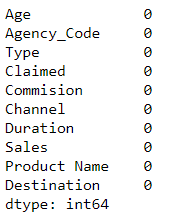 Age 0
Agency_Code 0
Type 0
Claimed 0
Commision 0
Channel 0
Duration 0
Sales 0
Product Name 0
Destination 0
dtype: int64